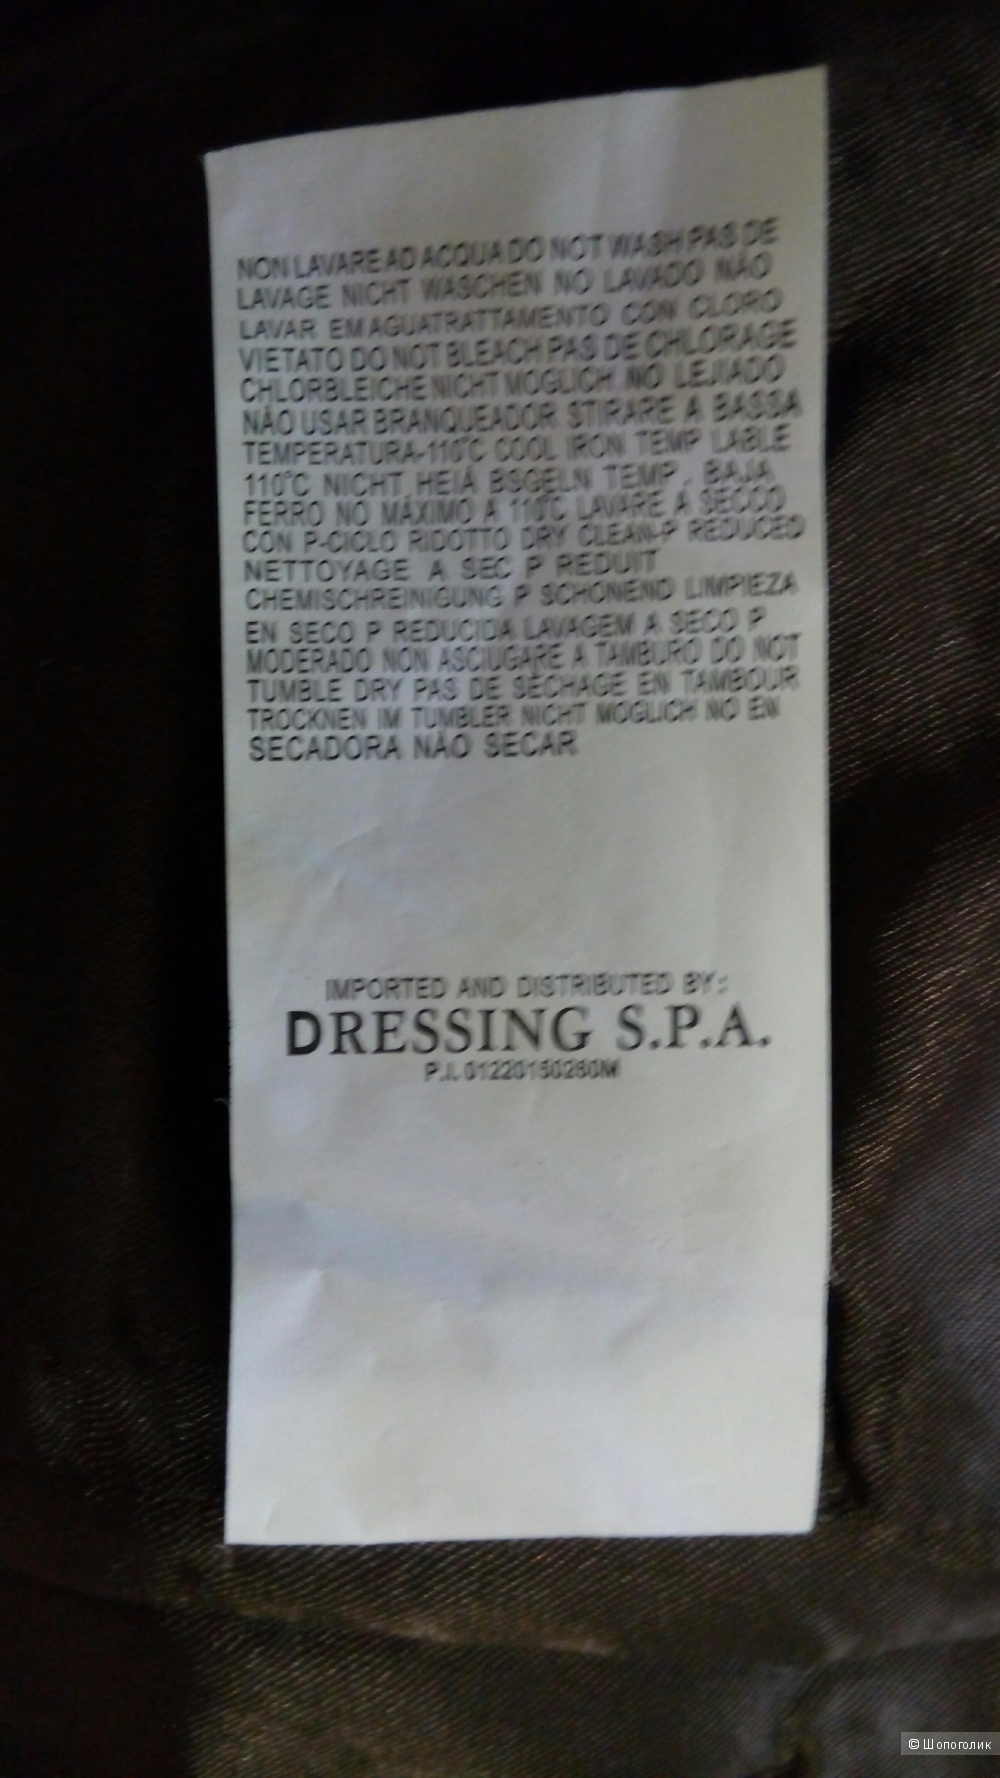 NON LAVARE AD ACQUA DO NOT WASH PAS DE
LAVAGE NICHT WASCHEN NO LAVADO NÃO
LAVAR EM AGUATRATTAMENTO CON CLORO
VIETATO DO NOT BLEACH PAS DE CHLORAGE
CHLORBLEICHE NICHT MOGLICH NO LEJIADO
NÃO USAR BRANQUEADOR STIRARE A BASSA
TEMPERATURA-110°C COOL IRON TEMP LABLE
110°C NICHT HEIÁ BSGELN TEMP. BAJA
FERRO NO MÁXIMO A 110°C LAVARE A SECCO
CON P-CICLO RIDOTTO DRY CLEAN-P REDUCED
NETTOYAGE A SEC P REDUIT
CHEMISCHREINIGUNG P SCHONEND LIMPIEZA
EN SECO P REDUCIDA LAVAGEM A SECO P
MODERADO NON ASCIUGARE A TAMBURO DO NOT
TUMBLE DRY PAS DE SÈCHAGE EN TAMBOUR
TROCKNEN IM TUMBLER NICHT MOGLICH NO EN
SECADORA NÃO SECAR
IMPORTED AND DISTRIBUTED BY:
DRESSING S.P.A.
P.I.
© Шопоголик